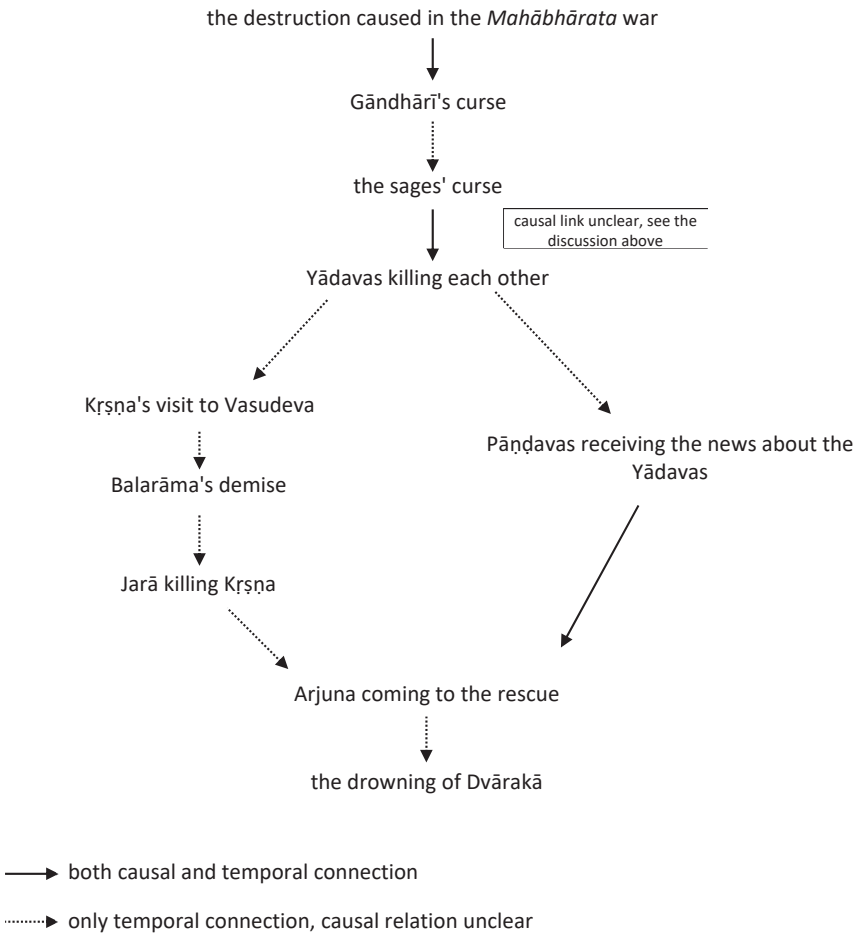 the destruction caused in the Mahābhārata war
Gāndhārī's curse
the sages' curse
causal link unclear, see the
discussion above
Yādavas killing each other
Kṛṣṇa's visit to Vasudeva
Pāṇḍavas receiving the news about the
Yādavas
Balarāma's demise
Jarā killing Kṛṣṇa
Arjuna coming to the rescue
the drowning of Dvārakā
both causal and temporal connection
only temporal connection, causal relation unclear